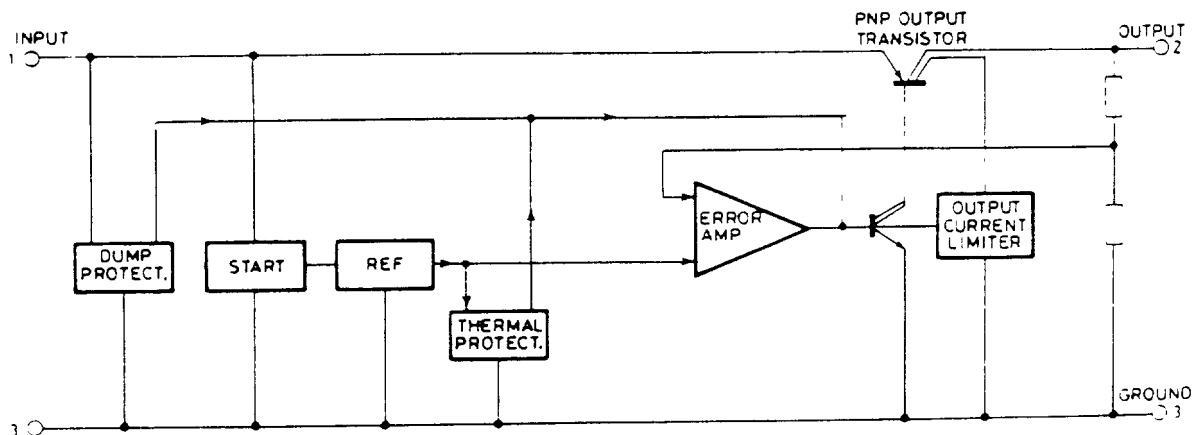 PNP OUTPUT
TRANSISTOR
INPUT
1
OUTPUT
2
ERROR
AMP
OUTPUT
CURRENT
LIMITER
DUMP
PROTECT.
START
REF
THERMAL
PROTECT.
GROUND
3
3